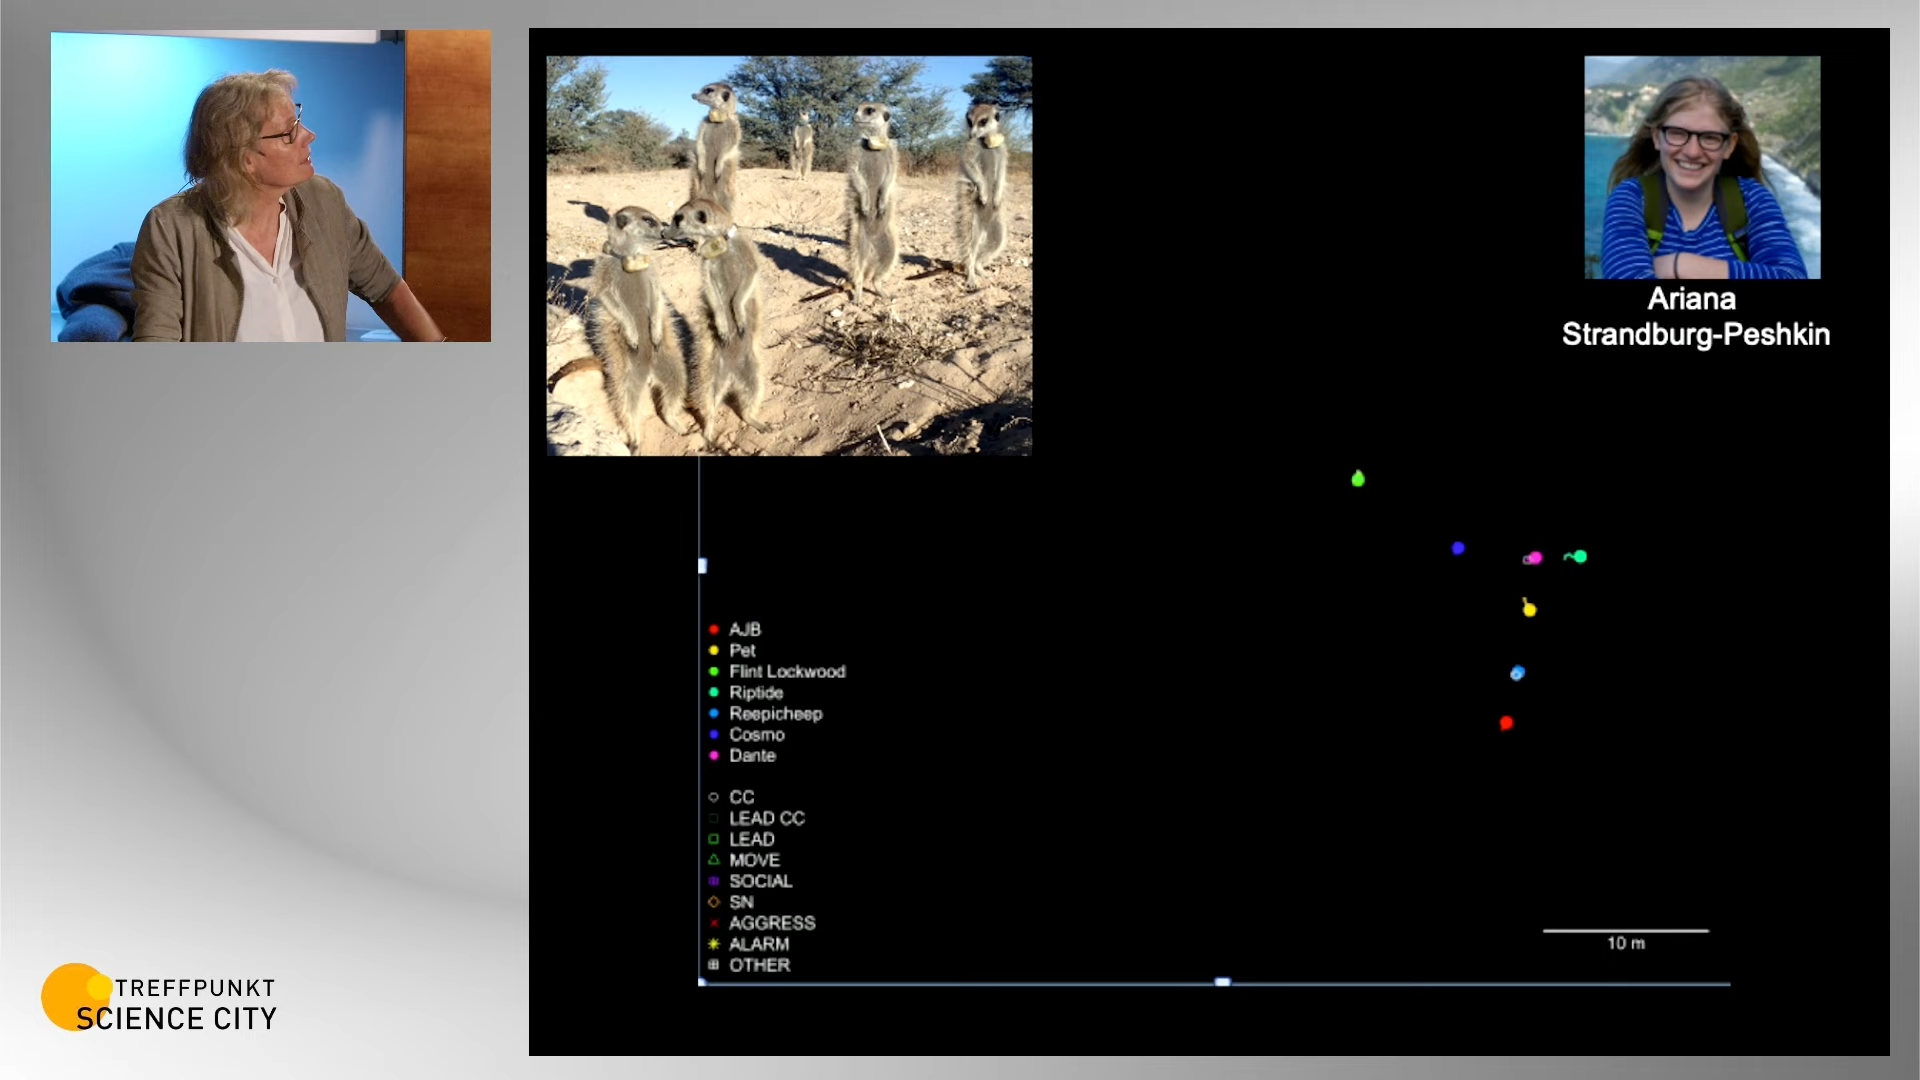 Ariana
Strandburg-Peshkin
AJB
Pet
Flint Lockwood
Riptide
Reepicheep
Cosmo
Dante
CC
LEAD CC
LEAD
MOVE
SOCIAL
SN
AGGRESS
ALARM
OTHER
10 m
TREFFPUNKT
SCIENCE CITY